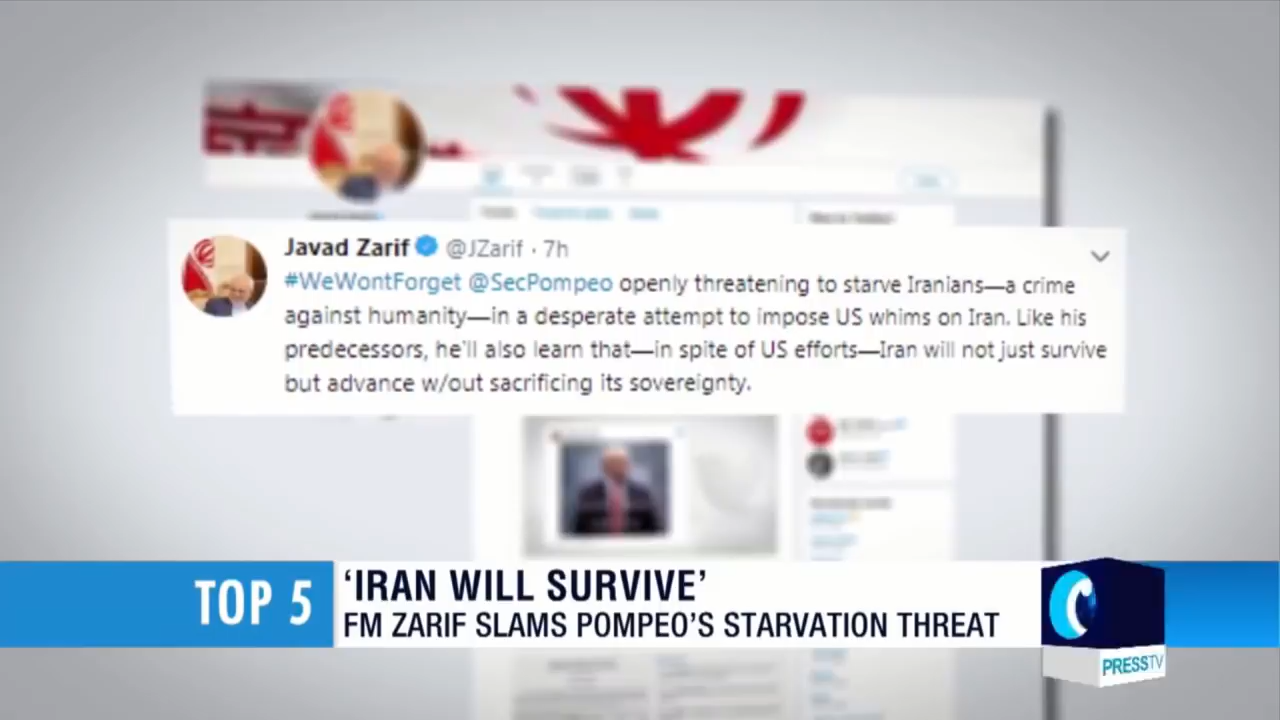 Javad Zarif @JZarif · 7h
#WeWontForget @SecPompeo openly threatening to starve Iranians—a crime
against humanity—in a desperate attempt to impose US whims on Iran. Like his
predecessors, he'll also learn that—in spite of US efforts—Iran will not just survive
but advance w/out sacrificing its sovereignty.
TOP 5
‘IRAN WILL SURVIVE’
FM ZARIF SLAMS POMPEO’S STARVATION THREAT
PRESSTV